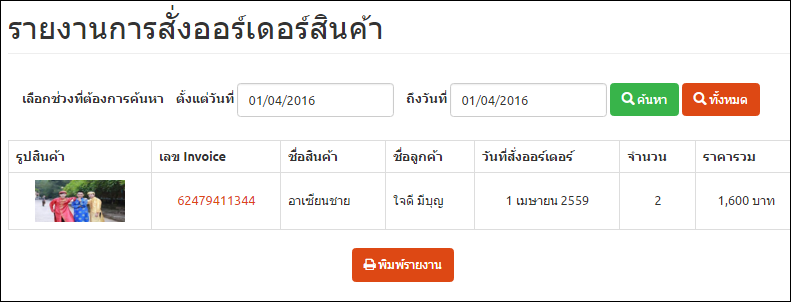 รายงานการสั่งออร์เดอร์สินค้า
เลือกช่วงที่ต้องการค้นหา ตั้งแต่วันที่ 01/04/2016 ถึงวันที่ 01/04/2016 ค้นหา ทั้งหมด
รูปสินค้า เลข Invoice ชื่อสินค้า ชื่อลูกค้า วันที่สั่งออร์เดอร์ จำนวน ราคารวม
62479411344 อาเซียนชาย ใจดี มีบุญ 1 เมษายน 2559 2 1,600 บาท
พิมพ์รายงาน